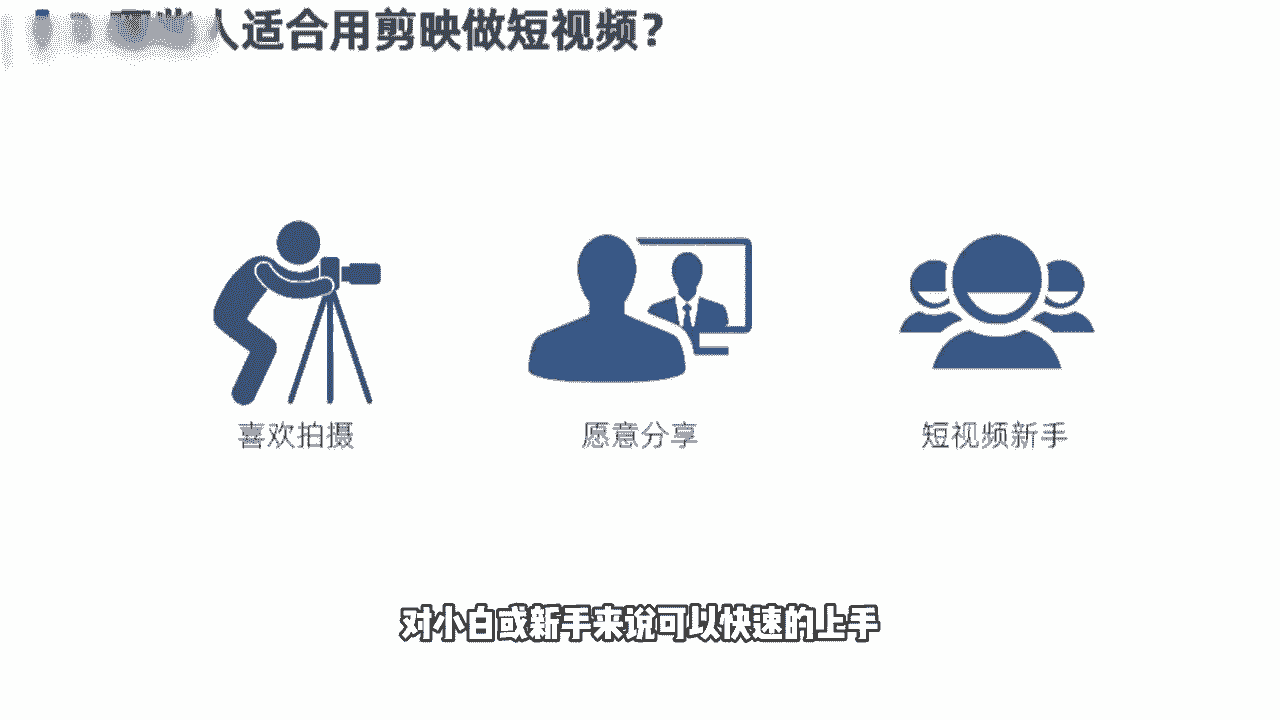 人适合用剪映做短视频？
喜欢拍摄
愿意分享
短视频新手
对小白或新手来说可以快速的上手